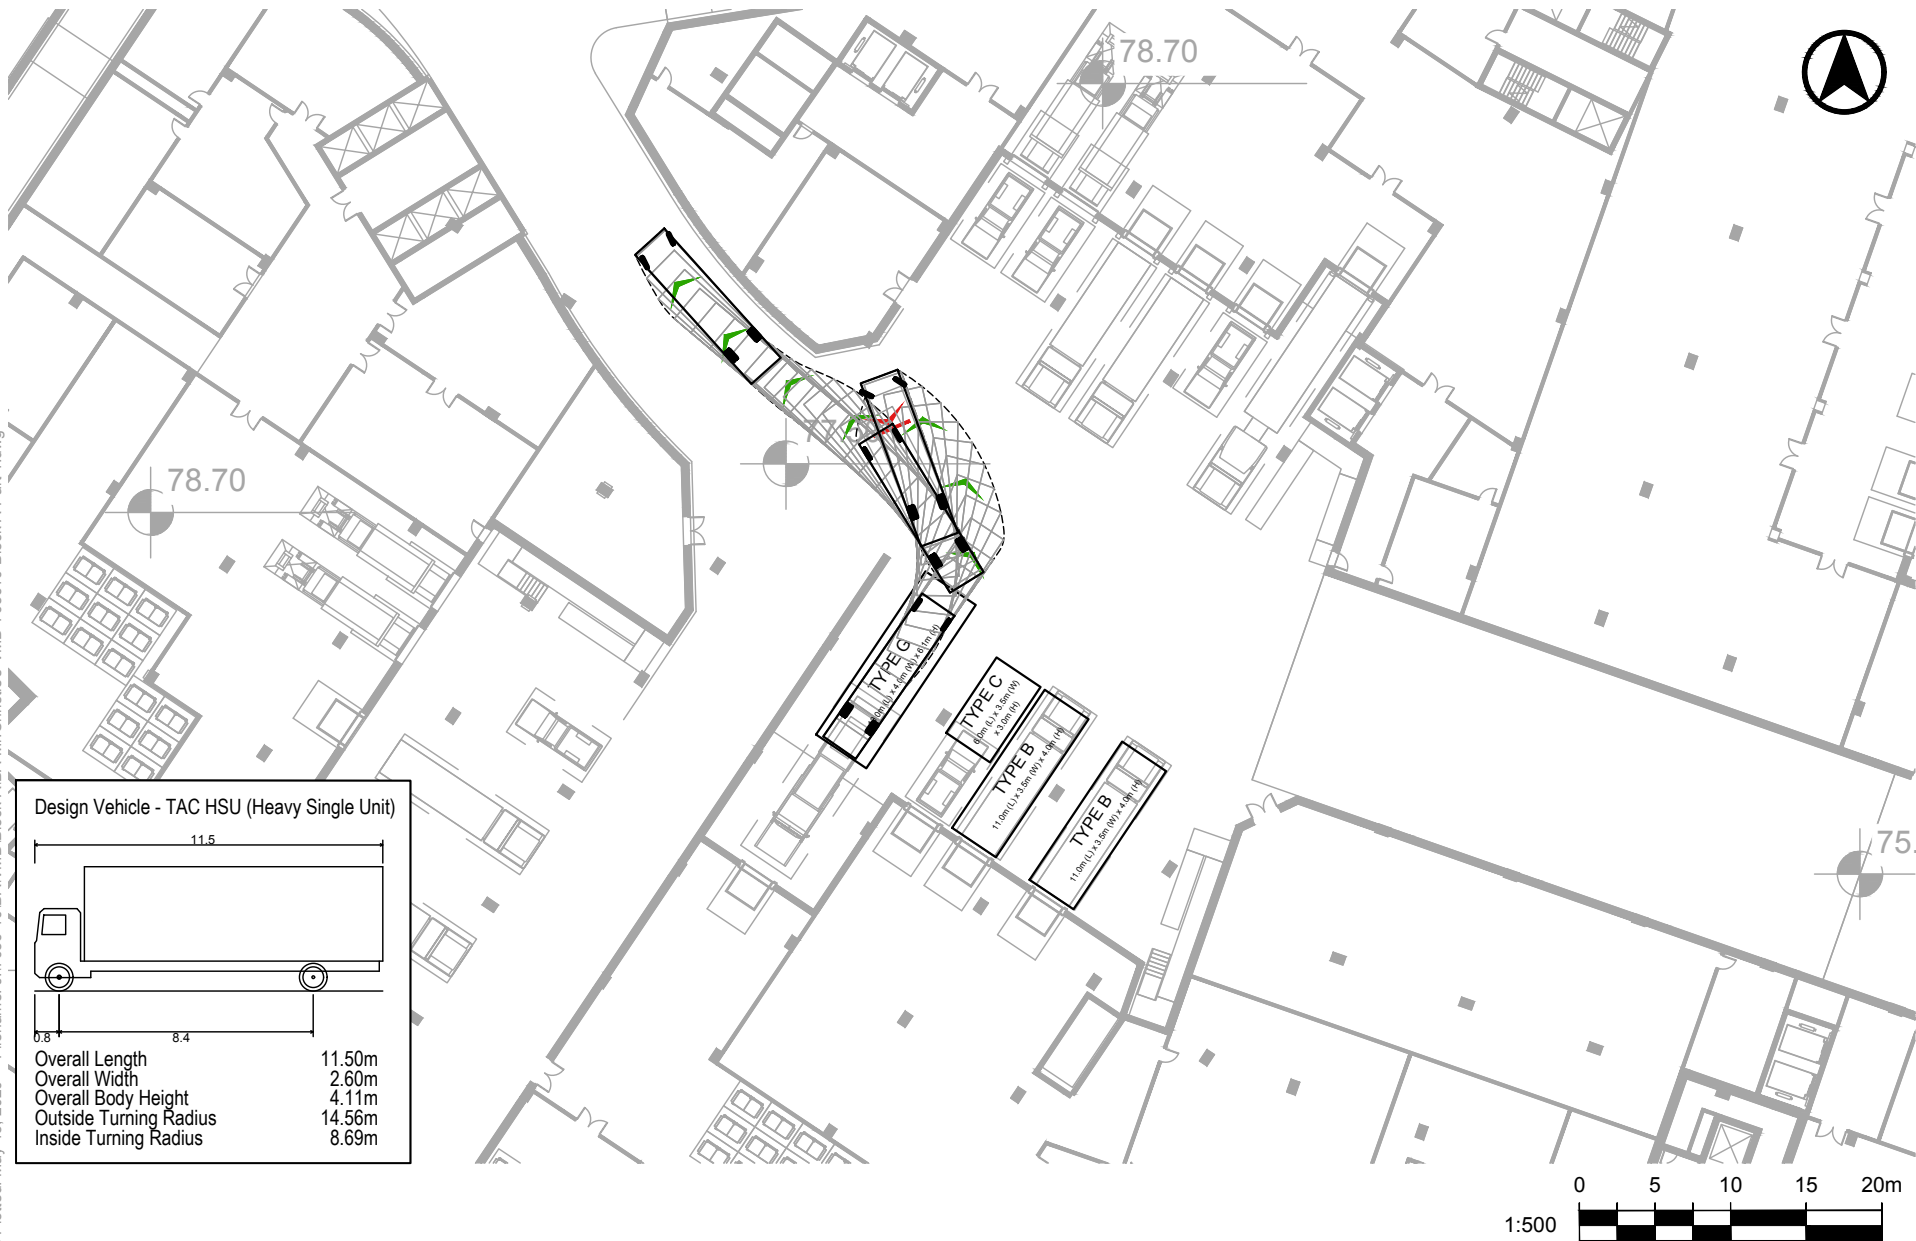 78.70
78.70
TYPE G
TYPE C
6.0m (L) x 3.5m (W)
x 3.0m (H)
TYPE B
11.0m (L) x 3.5m (W) x 4.0m (H)
TYPE B
11.0m (L) x 3.5m (W) x 4.0m (H)
75.
Design Vehicle - TAC HSU (Heavy Single Unit)
11.5
0.8
8.4
Overall Length 11.50m
Overall Width 2.60m
Overall Body Height 4.11m
Outside Turning Radius 14.56m
Inside Turning Radius 8.69m
0 5 10 15 20m
1:500